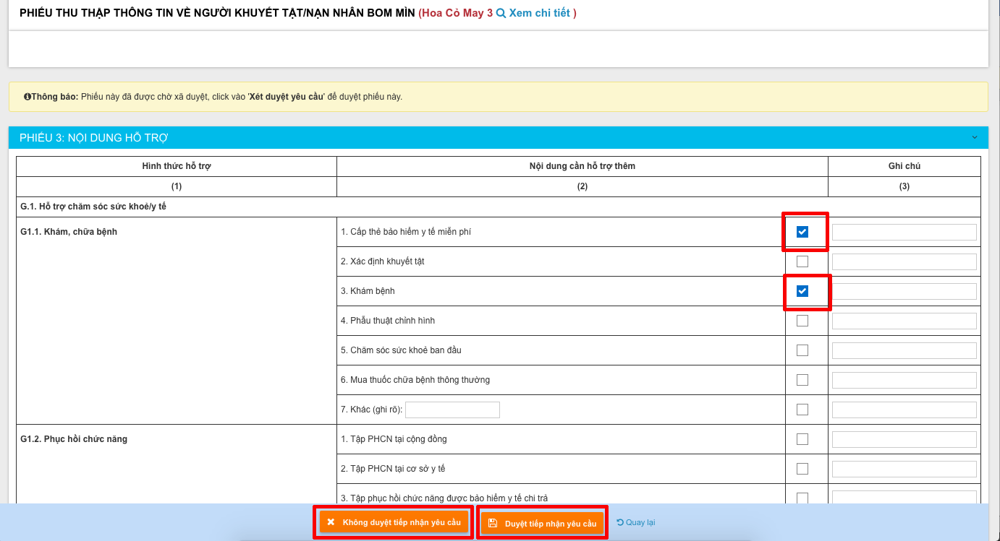 PHIẾU THU THẬP THÔNG TIN VỀ NGƯỜI KHUYẾT TẬT/NẠN NHÂN BOM MÌN (Hoa Cỏ May 3 Xem chi tiết )
Thông báo: Phiếu này đã được chờ xã duyệt, click vào 'Xét duyệt yêu cầu' để duyệt phiếu này.
PHIẾU 3: NỘI DUNG HỖ TRỢ
Hình thức hỗ trợ Nội dung cần hỗ trợ thêm Ghi chú
(1) (2) (3)
G.1. Hỗ trợ chăm sóc sức khoẻ/y tế
G1.1. Khám, chữa bệnh 1. Cấp thẻ bảo hiểm y tế miễn phí
2. Xác định khuyết tật
3. Khám bệnh
4. Phẫu thuật chỉnh hình
5. Chăm sóc sức khoẻ ban đầu
6. Mua thuốc chữa bệnh thông thường
7. Khác (ghi rõ):
G1.2. Phục hồi chức năng 1. Tập PHCN tại cộng đồng
2. Tập PHCN tại cơ sở y tế
3. Tập phục hồi chức năng được bảo hiểm y tế chi trả
Không duyệt tiếp nhận yêu cầu Duyệt tiếp nhận yêu cầu Quay lại